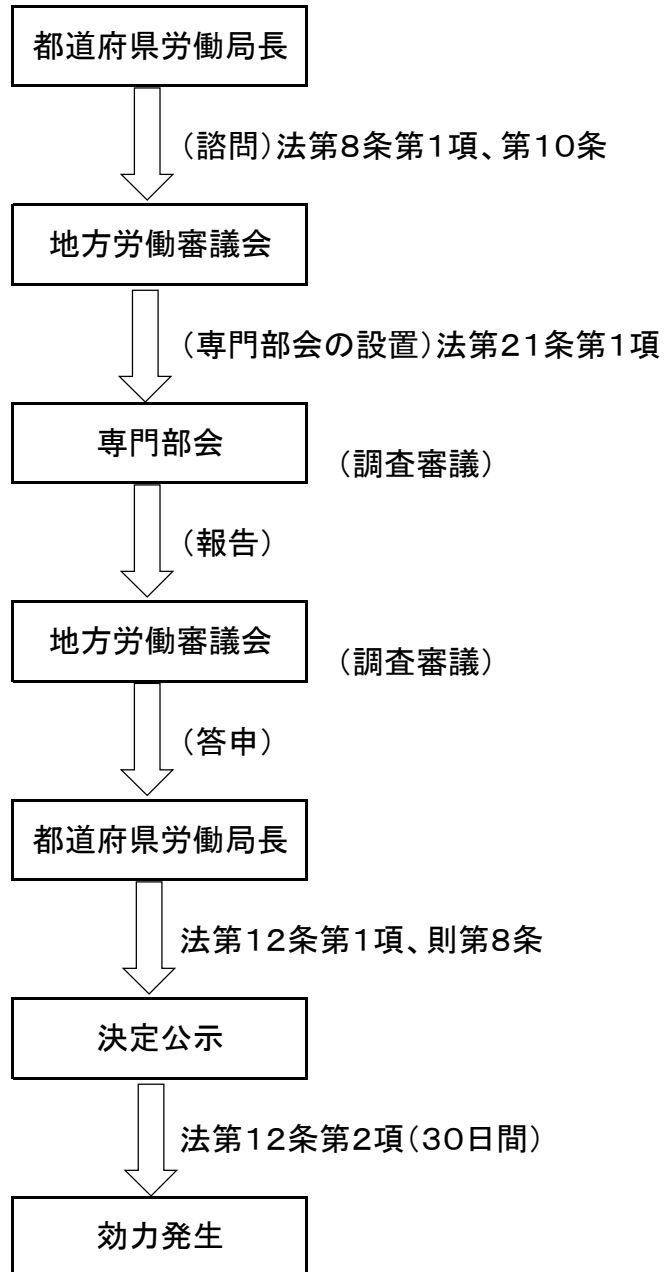 都道府県労働局長
（諮問）法第８条第１項、第１０条
地方労働審議会
（専門部会の設置）法第２１条第１項
専門部会
（調査審議）
（報告）
地方労働審議会
（調査審議）
（答申）
都道府県労働局長
法第１２条第１項、則第８条
決定公示
法第１２条第２項（３０日間）
効力発生